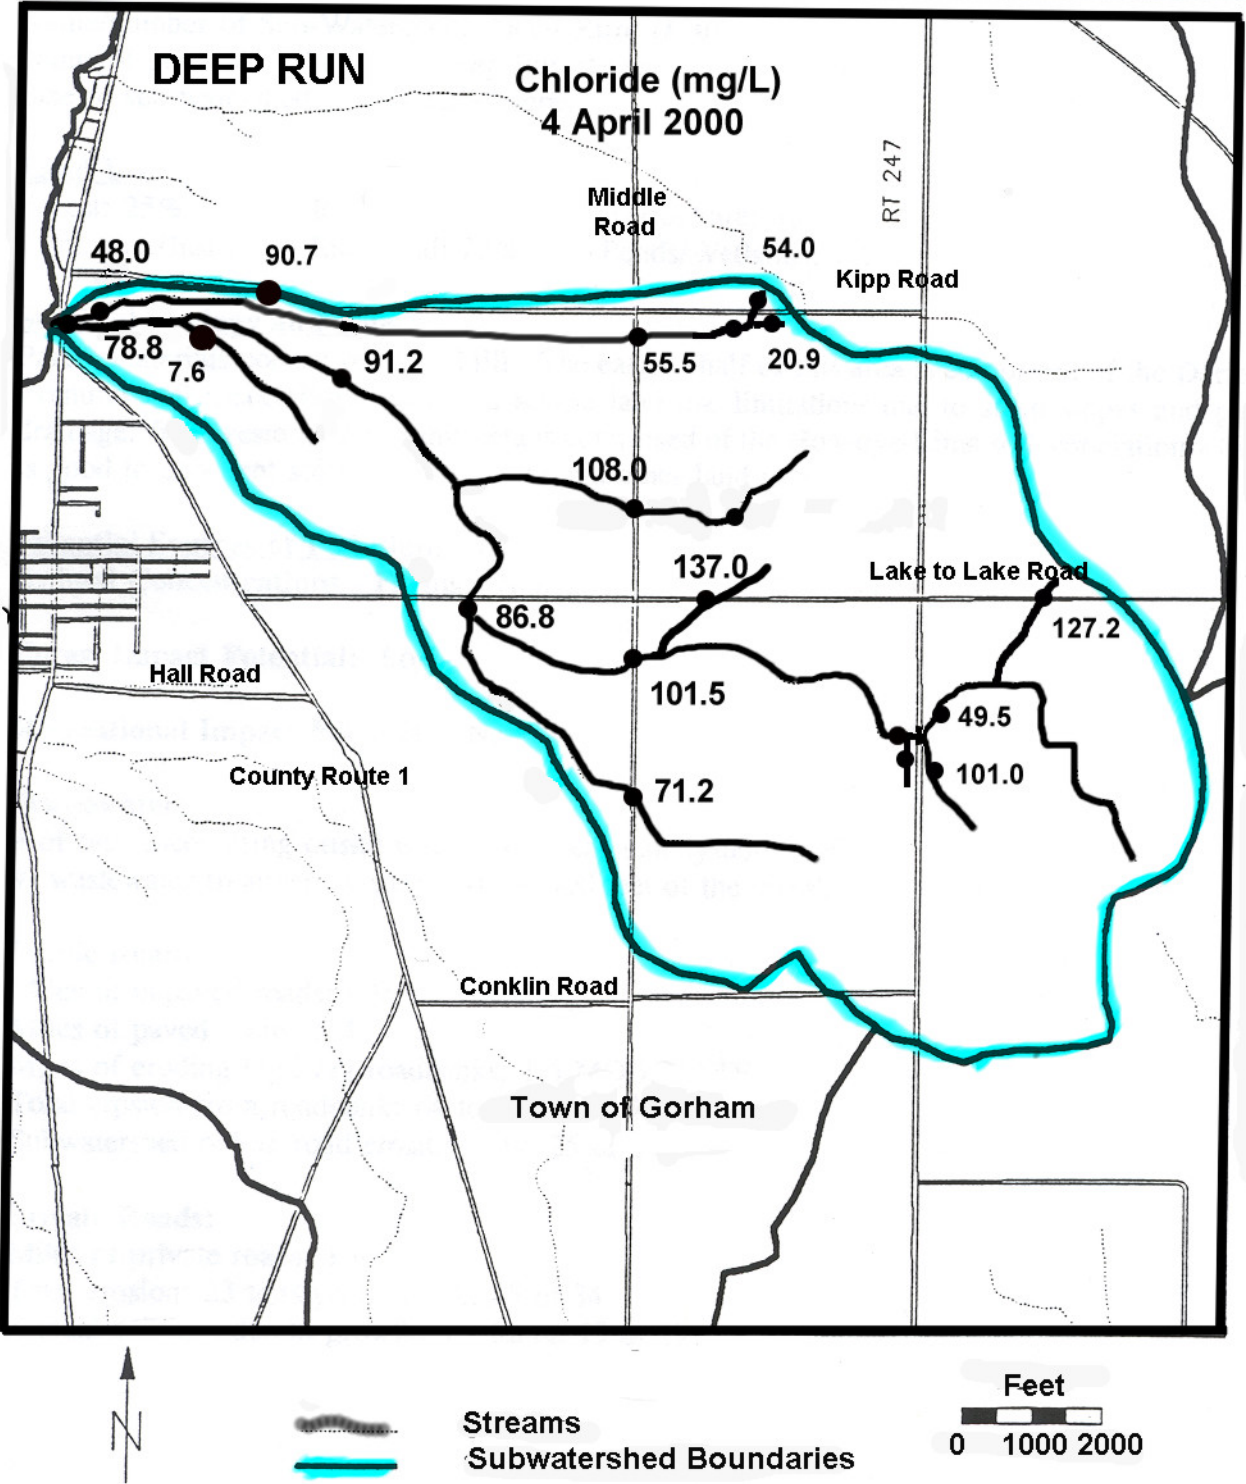 DEEP RUN
Chloride (mg/L)
4 April 2000
RT 247
Middle
Road
48.0
90.7
54.0
Kipp Road
78.8
7.6
91.2
55.5
20.9
108.0
137.0
Lake to Lake Road
86.8
127.2
Hall Road
101.5
49.5
County Route 1
101.0
71.2
Conklin Road
Town of Gorham
N
Feet
0 1000 2000
Streams
Subwatershed Boundaries